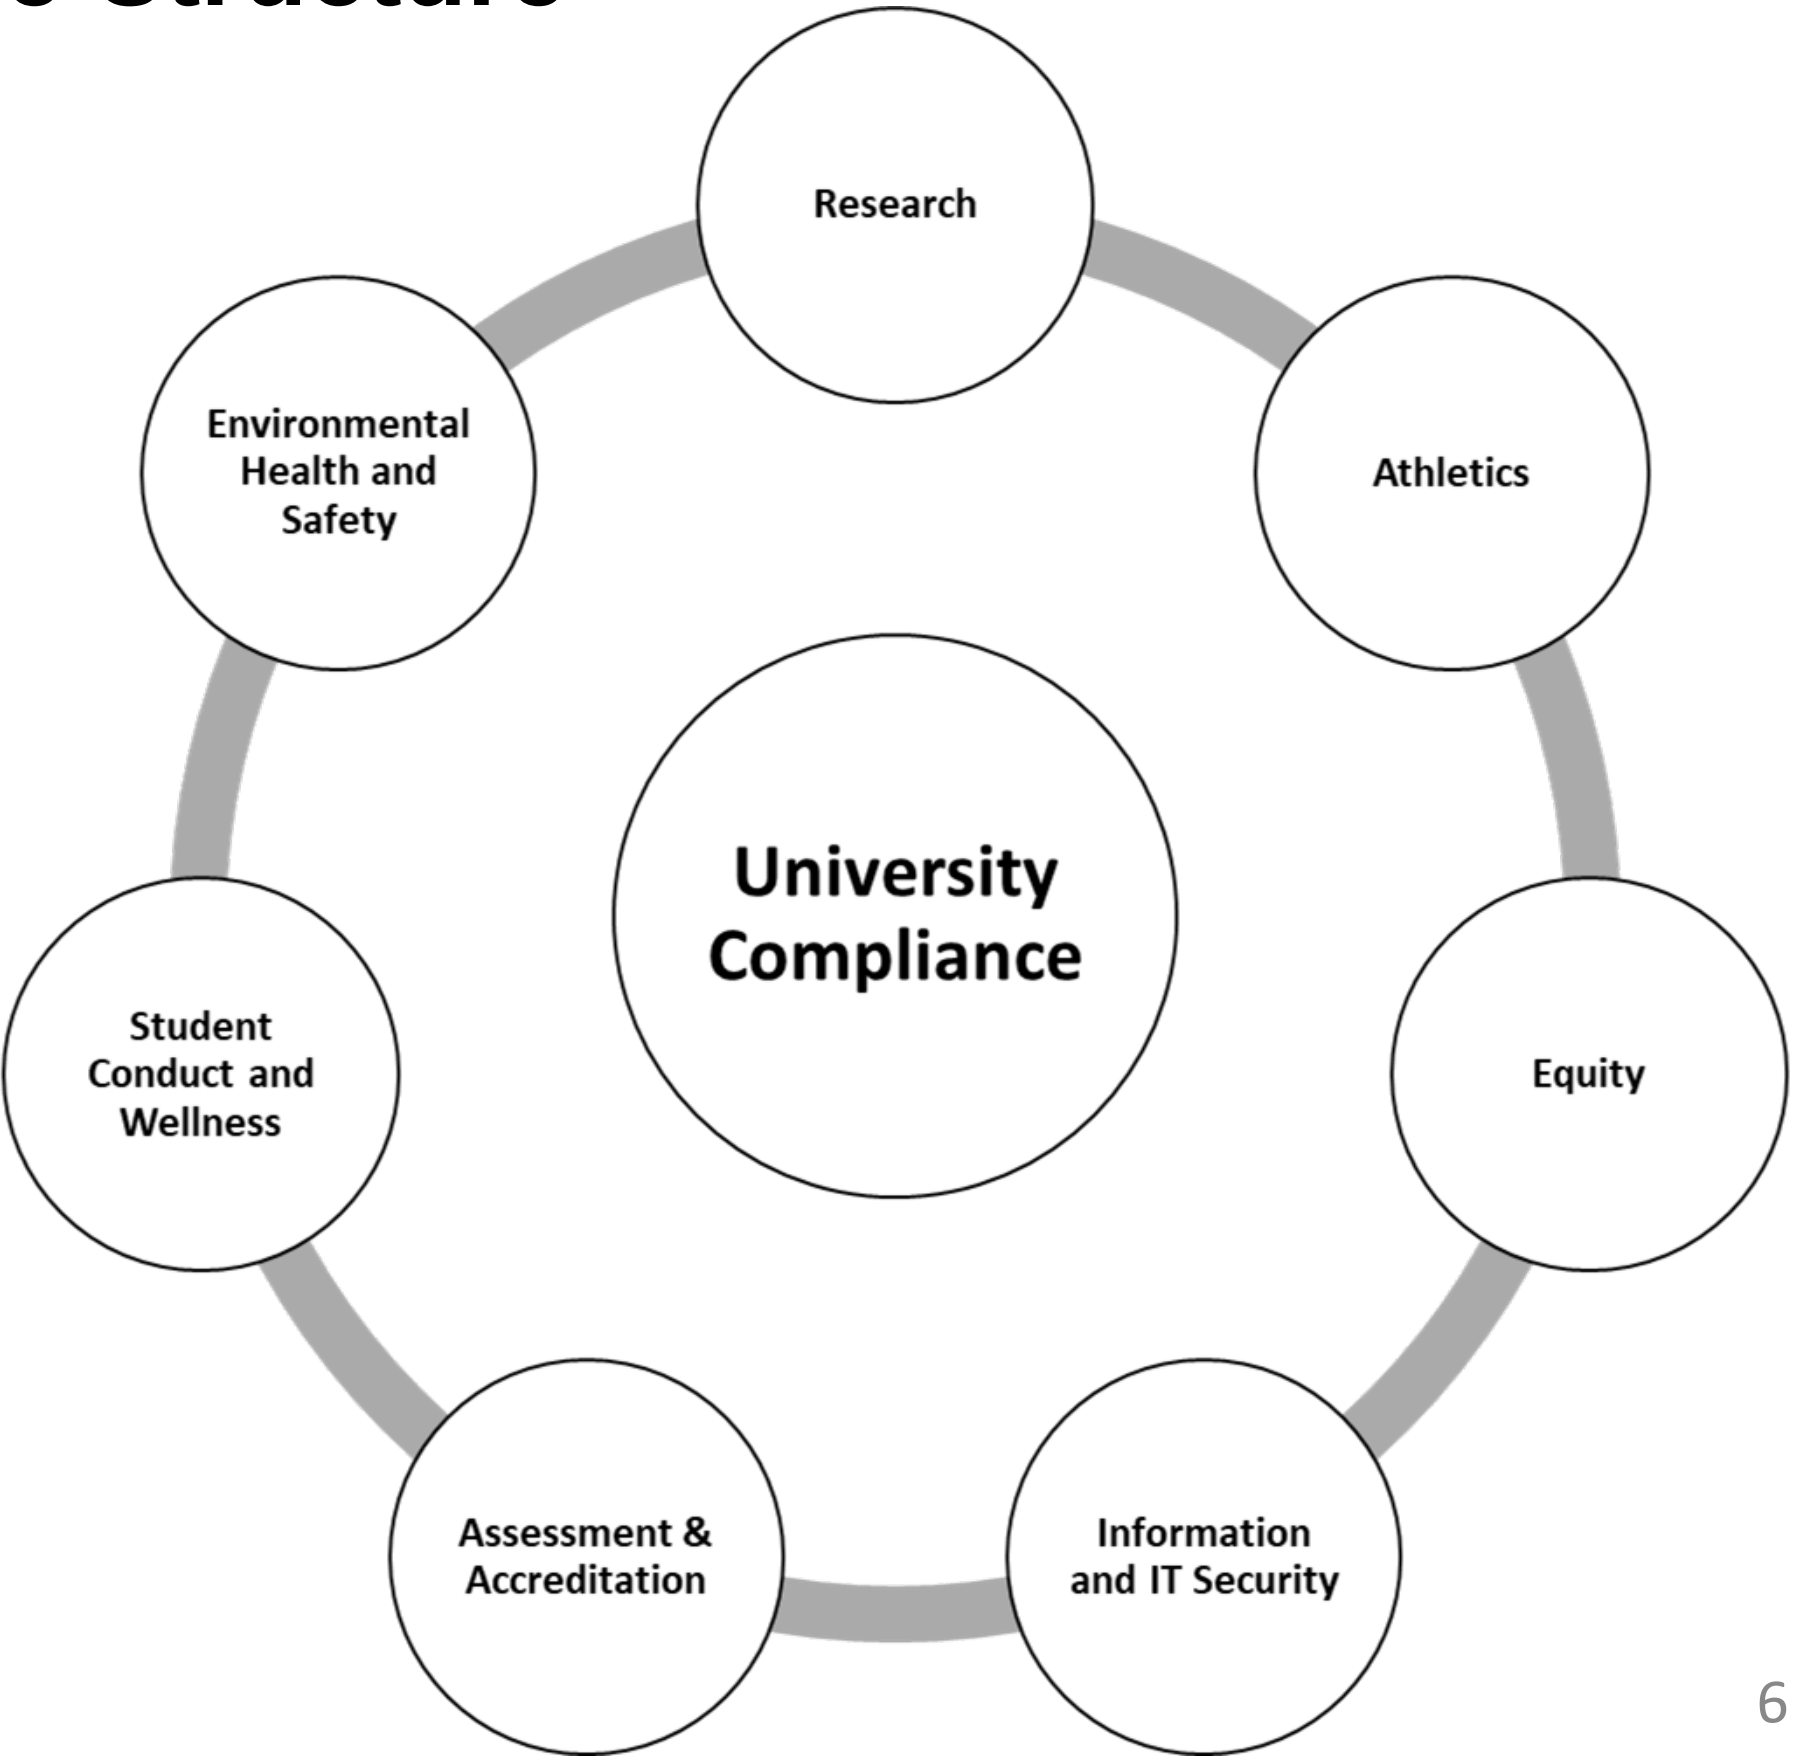 Structure
Research
Environmental
Health and
Safety
Athletics
University
Compliance
Student
Conduct and
Wellness
Equity
Assessment &
Accreditation
Information
and IT Security
6